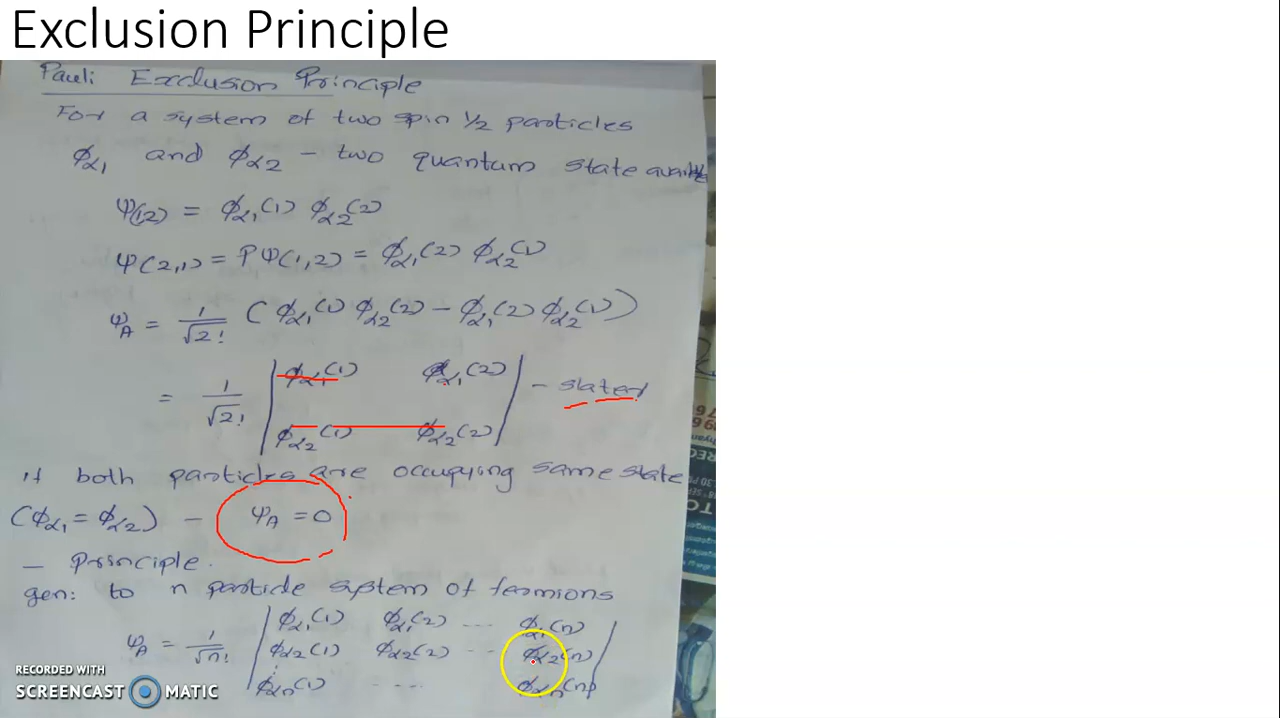 Exclusion Principle
Pauli Exclusion Principle
For a system of two spin 1/2 particles
ϕα₁ and ϕα2 – two quantum state
Ψ(12) = ϕα₁(1) ϕα2(2)
Ψ(2,1) = PΨ(1,2) = ϕα₁(2) ϕα2(1)
ΨA = 1/√2! (ϕα₁(1) ϕα2(2) – ϕα₁(2) ϕα2(1))
= 1/√2! | ϕα₁(1) ϕα₁(2) | – slater
ϕα2(1) ϕα2(2)
if both particles are occupying same state
(ϕα₁ = ϕα2) – ΨA = 0
– principle.
gen: to n particle system of fermions
ΨA = 1/√n! | ϕα₁(1) ϕα₁(2) ... ϕα₁(n) |
ϕα2(1) ϕα2(2) ... ϕα2(n)
ϕαn(1) .... ϕαn(n)
RECORDED WITH
SCREENCAST MATIC